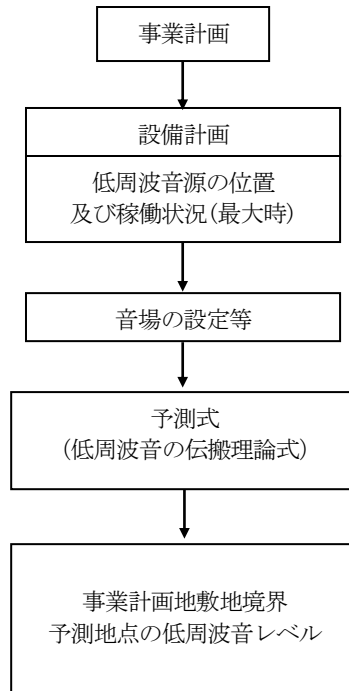 事業計画
設備計画
低周波音源の位置
及び稼働状況(最大時)
音場の設定等
予測式
(低周波音の伝搬理論式)
事業計画地敷地境界
予測地点の低周波音レベル